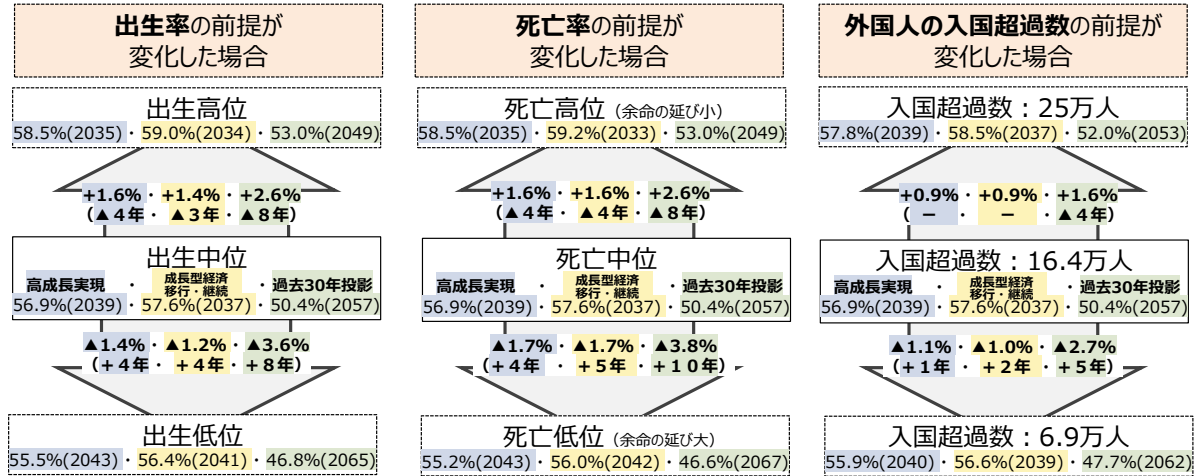 出生率の前提が
変化した場合
出生高位
58.5%(2035)・59.0%(2034)・53.0%(2049)
+1.6%・+1.4%・+2.6%
(▲4年・▲3年・▲8年)
出生中位
高成長実現・成長型経済移行・継続・過去30年投影
56.9%(2039)・57.6%(2037)・50.4%(2057)
▲1.4%・▲1.2%・▲3.6%
(+4年・+4年・+8年)
出生低位
55.5%(2043)・56.4%(2041)・46.8%(2065)
死亡率の前提が
変化した場合
死亡高位(余命の延び小)
58.5%(2035)・59.2%(2033)・53.0%(2049)
+1.6%・+1.6%・+2.6%
(▲4年・▲4年・▲8年)
死亡中位
高成長実現・成長型経済移行・継続・過去30年投影
56.9%(2039)・57.6%(2037)・50.4%(2057)
▲1.7%・▲1.7%・▲3.8%
(+4年・+5年・+10年)
死亡低位(余命の延び大)
55.2%(2043)・56.0%(2042)・46.6%(2067)
外国人の入国超過数の前提が
変化した場合
入国超過数:25万人
57.8%(2039)・58.5%(2037)・52.0%(2053)
+0.9%・+0.9%・+1.6%
(−・−・▲4年)
入国超過数:16.4万人
高成長実現・成長型経済移行・継続・過去30年投影
56.9%(2039)・57.6%(2037)・50.4%(2057)
▲1.1%・▲1.0%・▲2.7%
(+1年・+2年・+5年)
入国超過数:6.9万人
55.9%(2040)・56.6%(2039)・47.7%(2062)